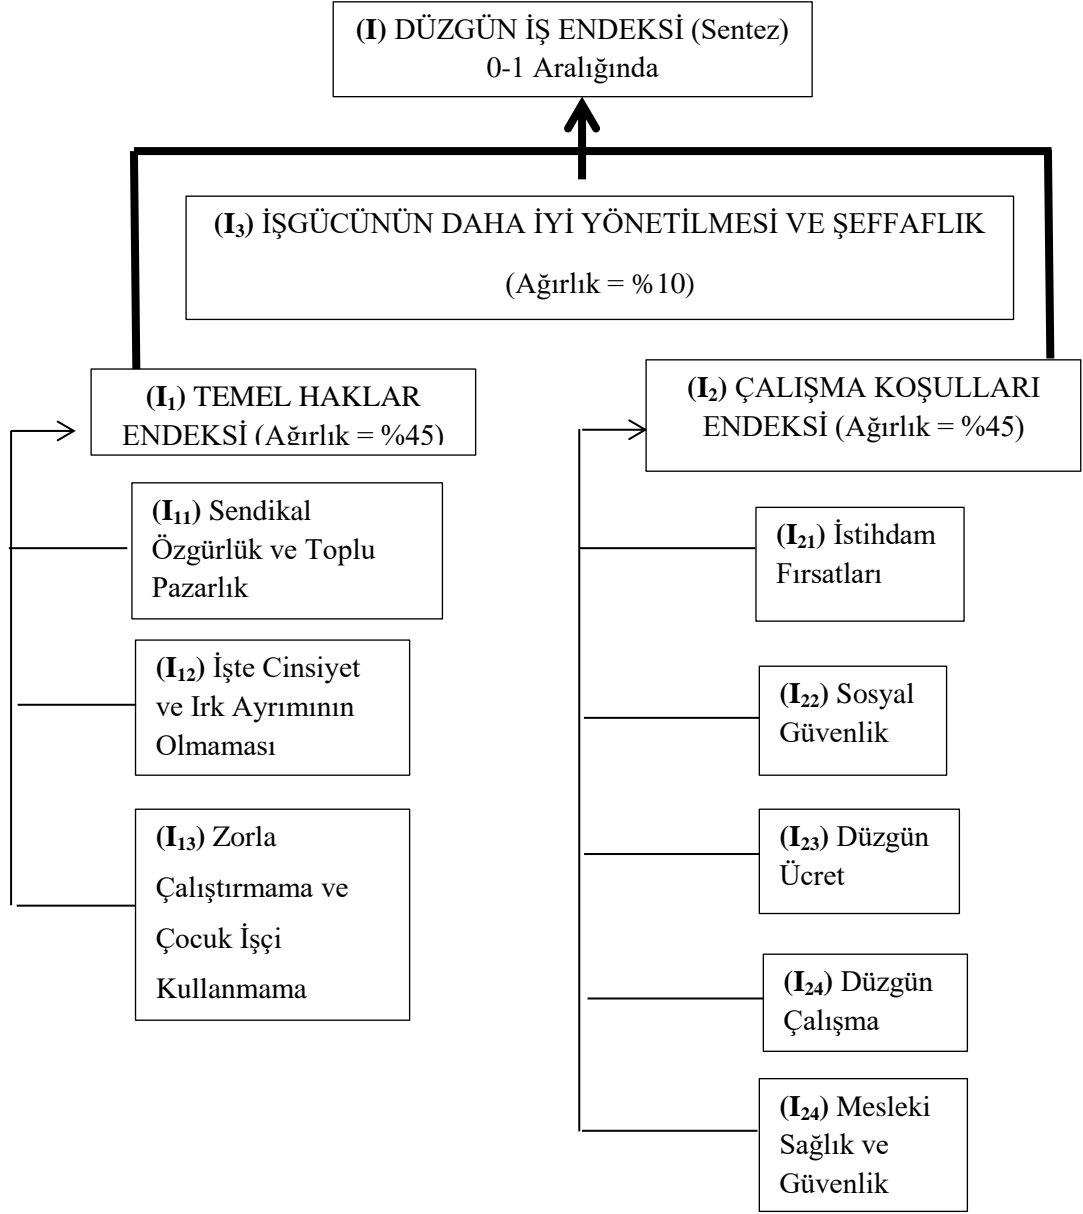 (I) DÜZGÜN İŞ ENDEKSİ (Sentez)
0-1 Aralığında
(I3) İŞGÜCÜNÜN DAHA İYİ YÖNETİLMESİ VE ŞEFFAFLIK
(Ağırlık = %10)
(I1) TEMEL HAKLAR
ENDEKSİ (Ağırlık = %45)
(I11) Sendikal
Özgürlük ve Toplu
Pazarlık
(I12) İşte Cinsiyet
ve Irk Ayrımının
Olmaması
(I13) Zorla
Çalıştırmama ve
Çocuk İşçi
Kullanmama
(I2) ÇALIŞMA KOŞULLARI
ENDEKSİ (Ağırlık = %45)
(I21) İstihdam
Fırsatları
(I22) Sosyal
Güvenlik
(I23) Düzgün
Ücret
(I24) Düzgün
Çalışma
(I24) Mesleki
Sağlık ve
Güvenlik